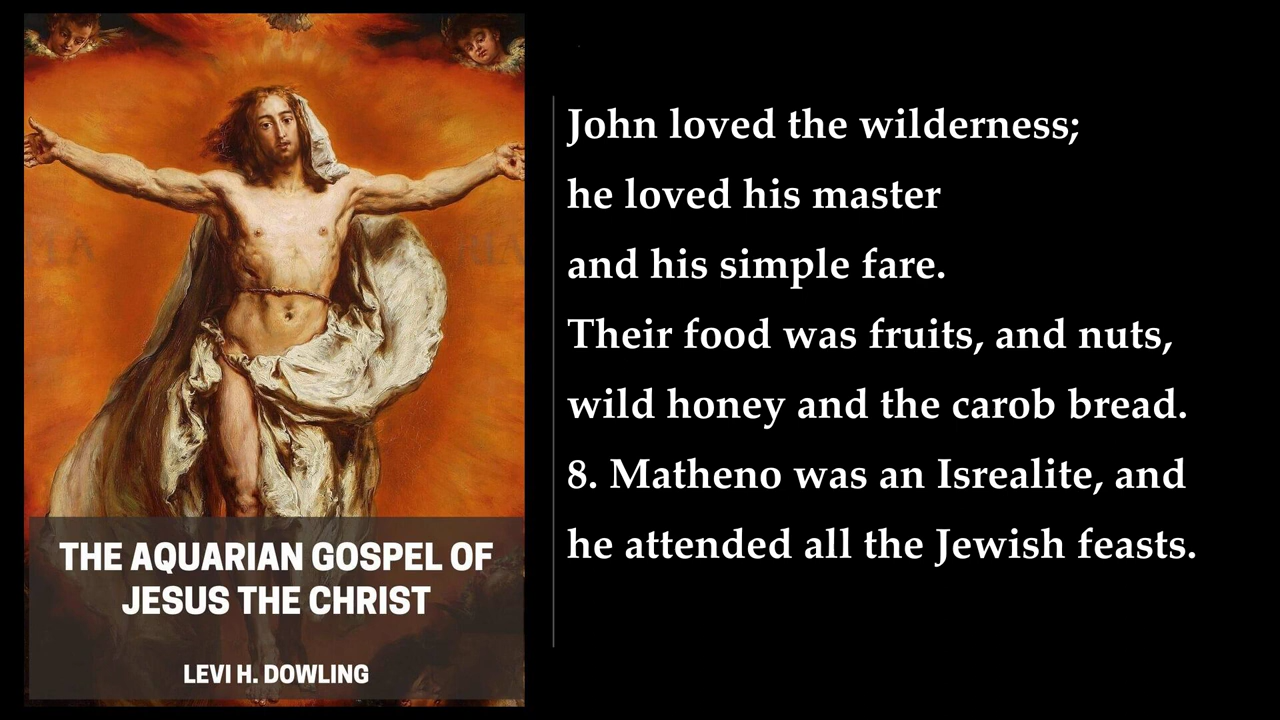 THE AQUARIAN GOSPEL OF
JESUS THE CHRIST
LEVI H. DOWLING
John loved the wilderness;
he loved his master
and his simple fare.
Their food was fruits, and nuts,
wild honey and the carob bread.
8. Matheno was an Isrealite, and
he attended all the Jewish feasts.